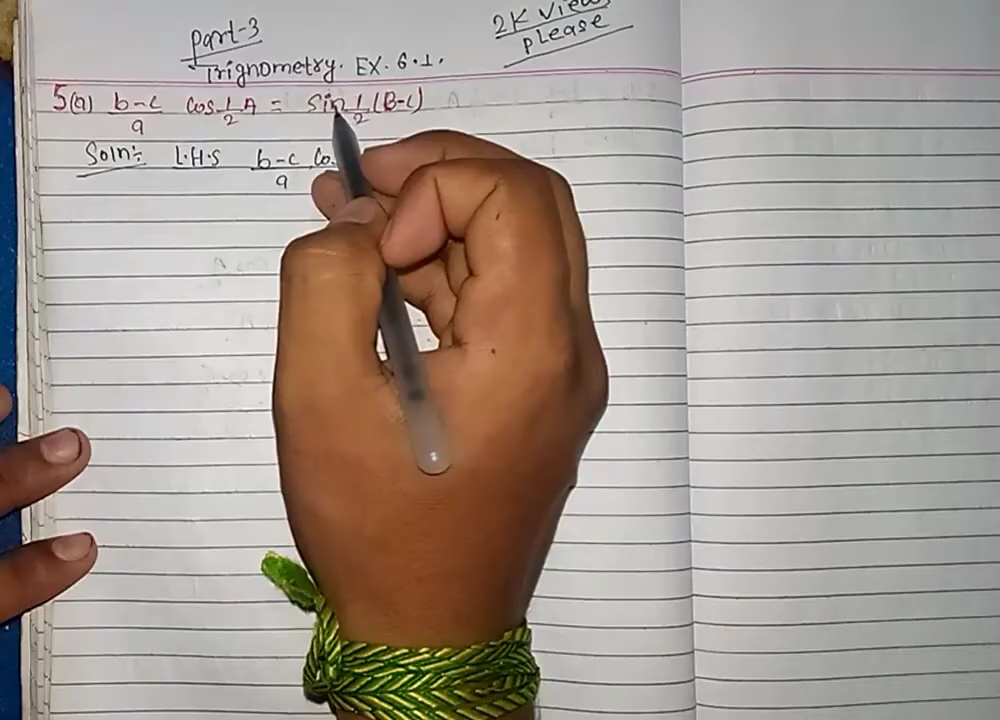 Part-3
2K views
please
Trignometry. EX. 6.1.
5(a) b-c/a cos 1/2 A = sin 1/2 (B-C)
Soln:- L.H.S b-c/a